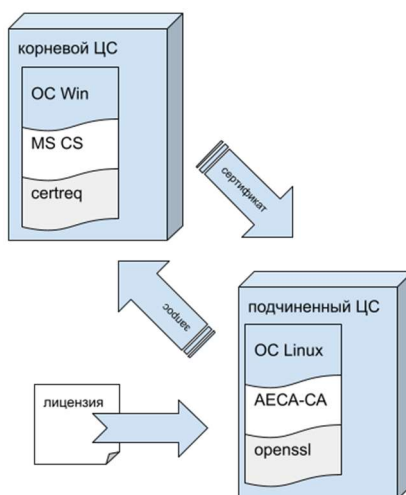 корневой ЦС
ОС Win
MS CS
certreq
сертификат
запрос
подчиненный ЦС
ОС Linux
AECA-CA
openssl
лицензия